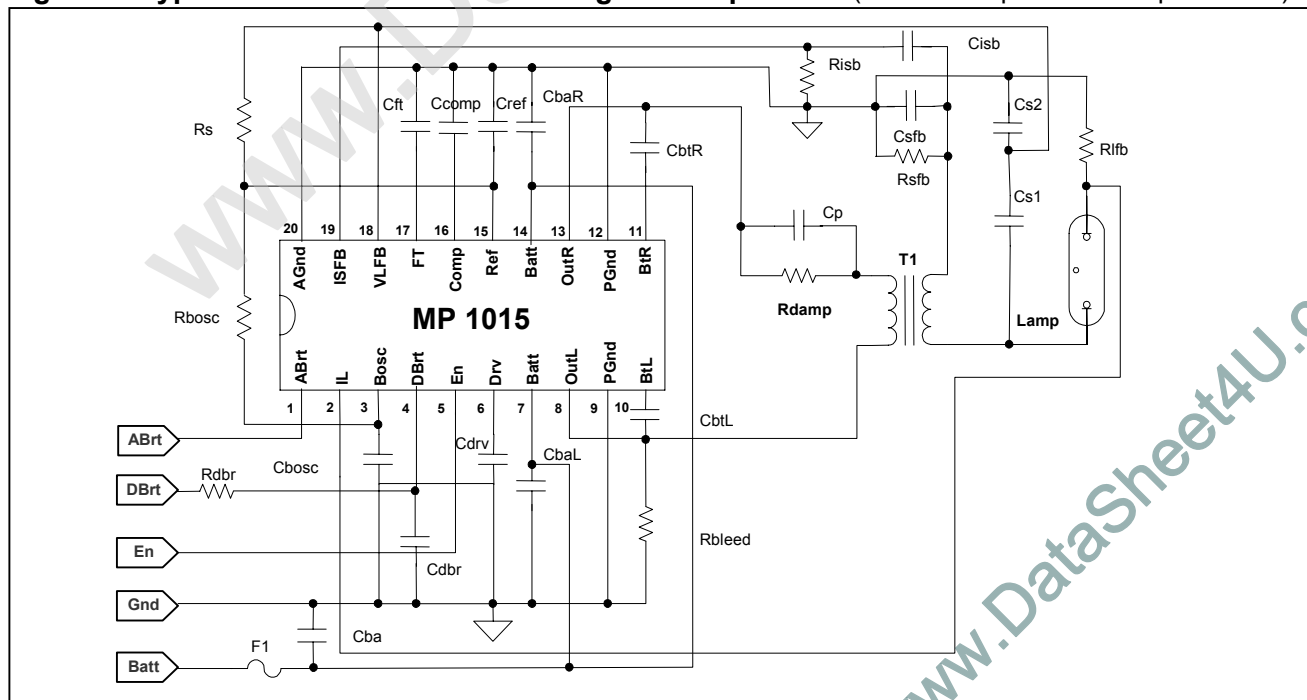 Cisb
Risb
Cft
Ccomp
Cref
CbaR
Cs2
Rs
CbtR
Csfb
Rlfb
Rsfb
Cs1
Cp
20 19 18 17 16 15 14 13 12 11
AGnd ISFB VLFB FT Comp Ref Batt OutR PGnd BtR
T1
Rbosc
MP 1015
Rdamp
Lamp
ABrt IL Bosc DBrt En Drv Batt OutL PGnd BtL
1 2 3 4 5 6 7 8 9 10
CbtL
ABrt
Cbosc
Cdrv
CbaL
DBrt
Rdbr
Rbleed
En
Cdbr
Gnd
Cba
F1
Batt
www.DataSheet4U.c